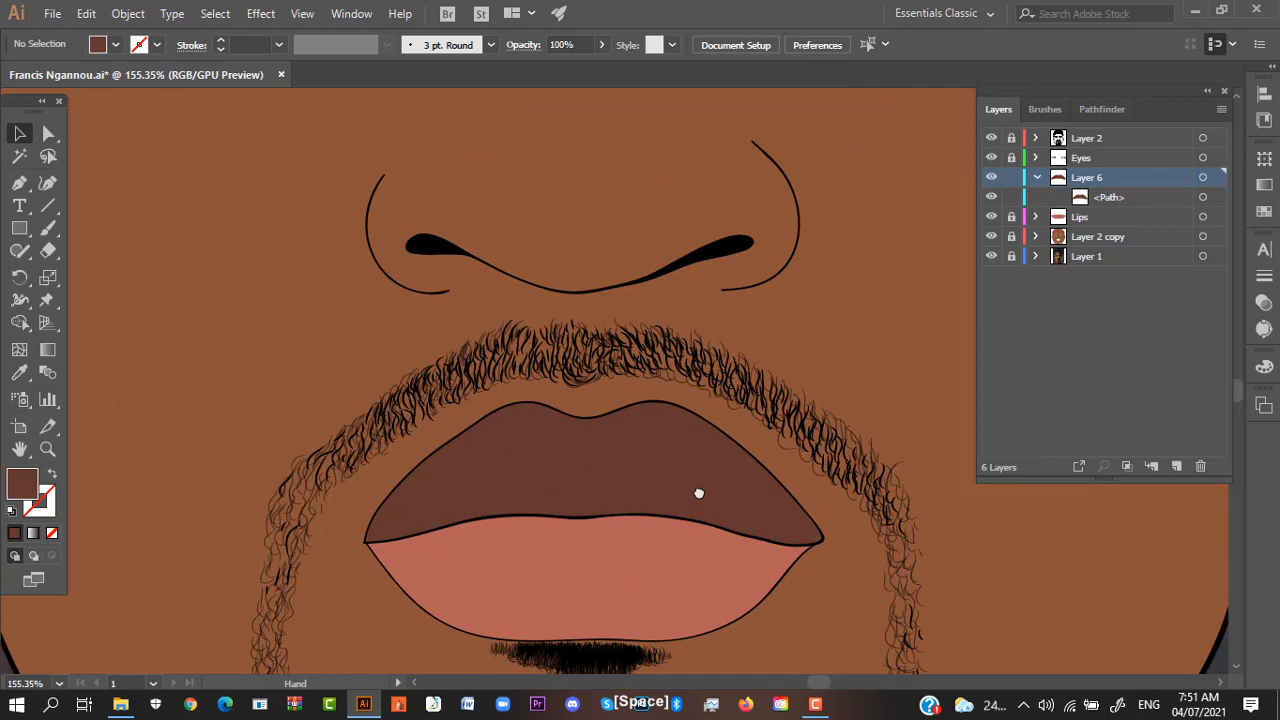 Ai File Edit Object Type Select Effect View Window Help Br St Essentials Classic Search Adobe Stock
No Selection Stroke: 3 pt. Round Opacity: 100% Style: Document Setup Preferences
Francis Ngannou.ai* @ 155.35% (RGB/GPU Preview)
Layers Brushes Pathfinder
Layer 2
Eyes
Layer 6
<Path>
Lips
Layer 2 copy
Layer 1
6 Layers
155.35% 1 Hand
[Space]
24... ENG 7:51 AM
04/07/2021